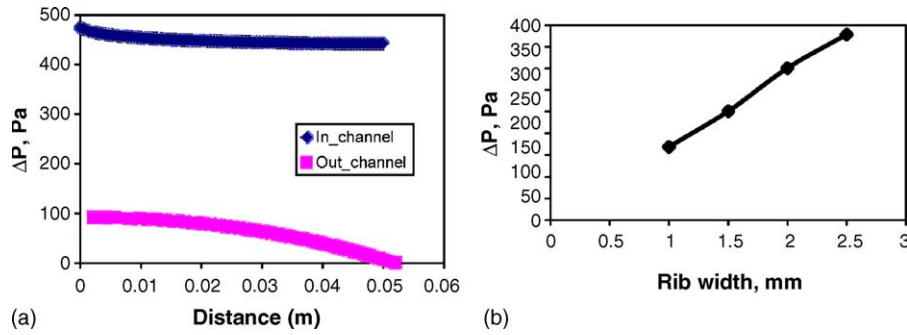 500
400
300
200
100
0
ΔP, Pa
In_channel
Out_channel
0 0.01 0.02 0.03 0.04 0.05 0.06
Distance (m)
(a)
400
350
300
250
200
150
100
50
0
ΔP, Pa
0 0.5 1 1.5 2 2.5 3
Rib width, mm
(b)